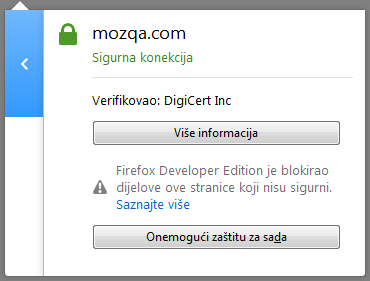 mozqa.com
Sigurna konekcija
Verifikovao: DigiCert Inc
Više informacija
Firefox Developer Edition je blokirao
dijelove ove stranice koji nisu sigurni.
Saznajte više
Onemogući zaštitu za sada